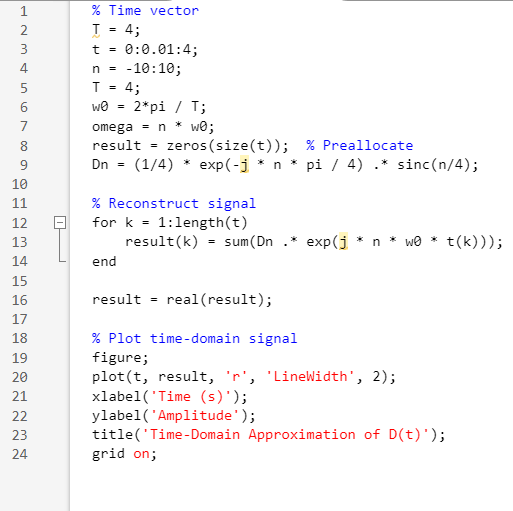 1 % Time vector
2 T = 4;
3 t = 0:0.01:4;
4 n = -10:10;
5 T = 4;
6 w0 = 2*pi / T;
7 omega = n * w0;
8 result = zeros(size(t));  % Preallocate
9 Dn = (1/4) * exp(-j * n * pi / 4) .* sinc(n/4);
10
11 % Reconstruct signal
12 for k = 1:length(t)
13     result(k) = sum(Dn .* exp(j * n * w0 * t(k)));
14 end
15
16 result = real(result);
17
18 % Plot time-domain signal
19 figure;
20 plot(t, result, 'r', 'LineWidth', 2);
21 xlabel('Time (s)');
22 ylabel('Amplitude');
23 title('Time-Domain Approximation of D(t)');
24 grid on;